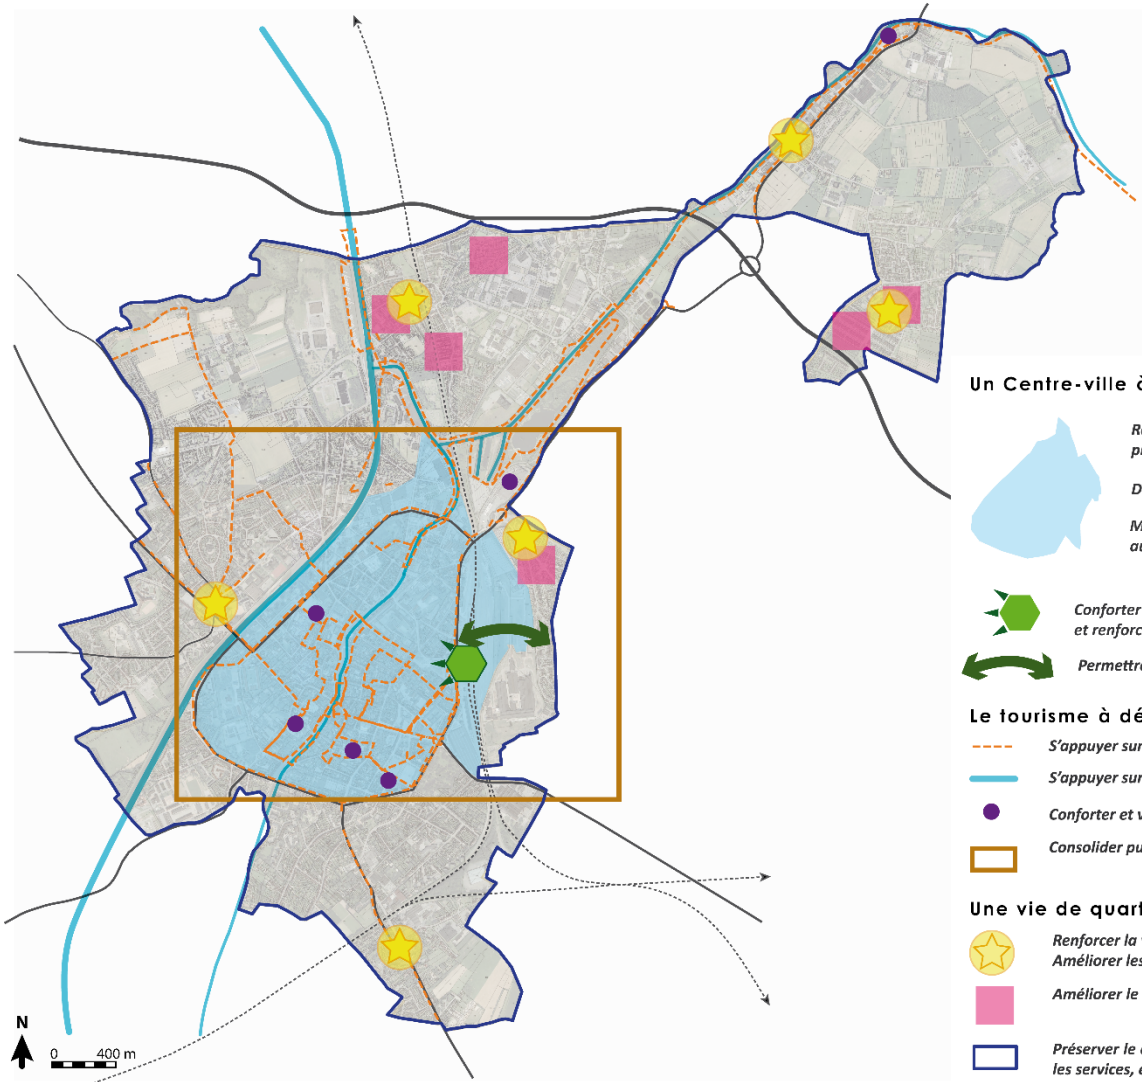 Un Centre-ville à
D
Conforter
et renforc
Permettr
Le tourisme à dé
S'appuyer sur
S'appuyer sur
Conforter et v
Consolider pu
Une vie de quart
Renforcer la
Améliorer les
Améliorer le
Préserver le
les services, e
N
0 400 m